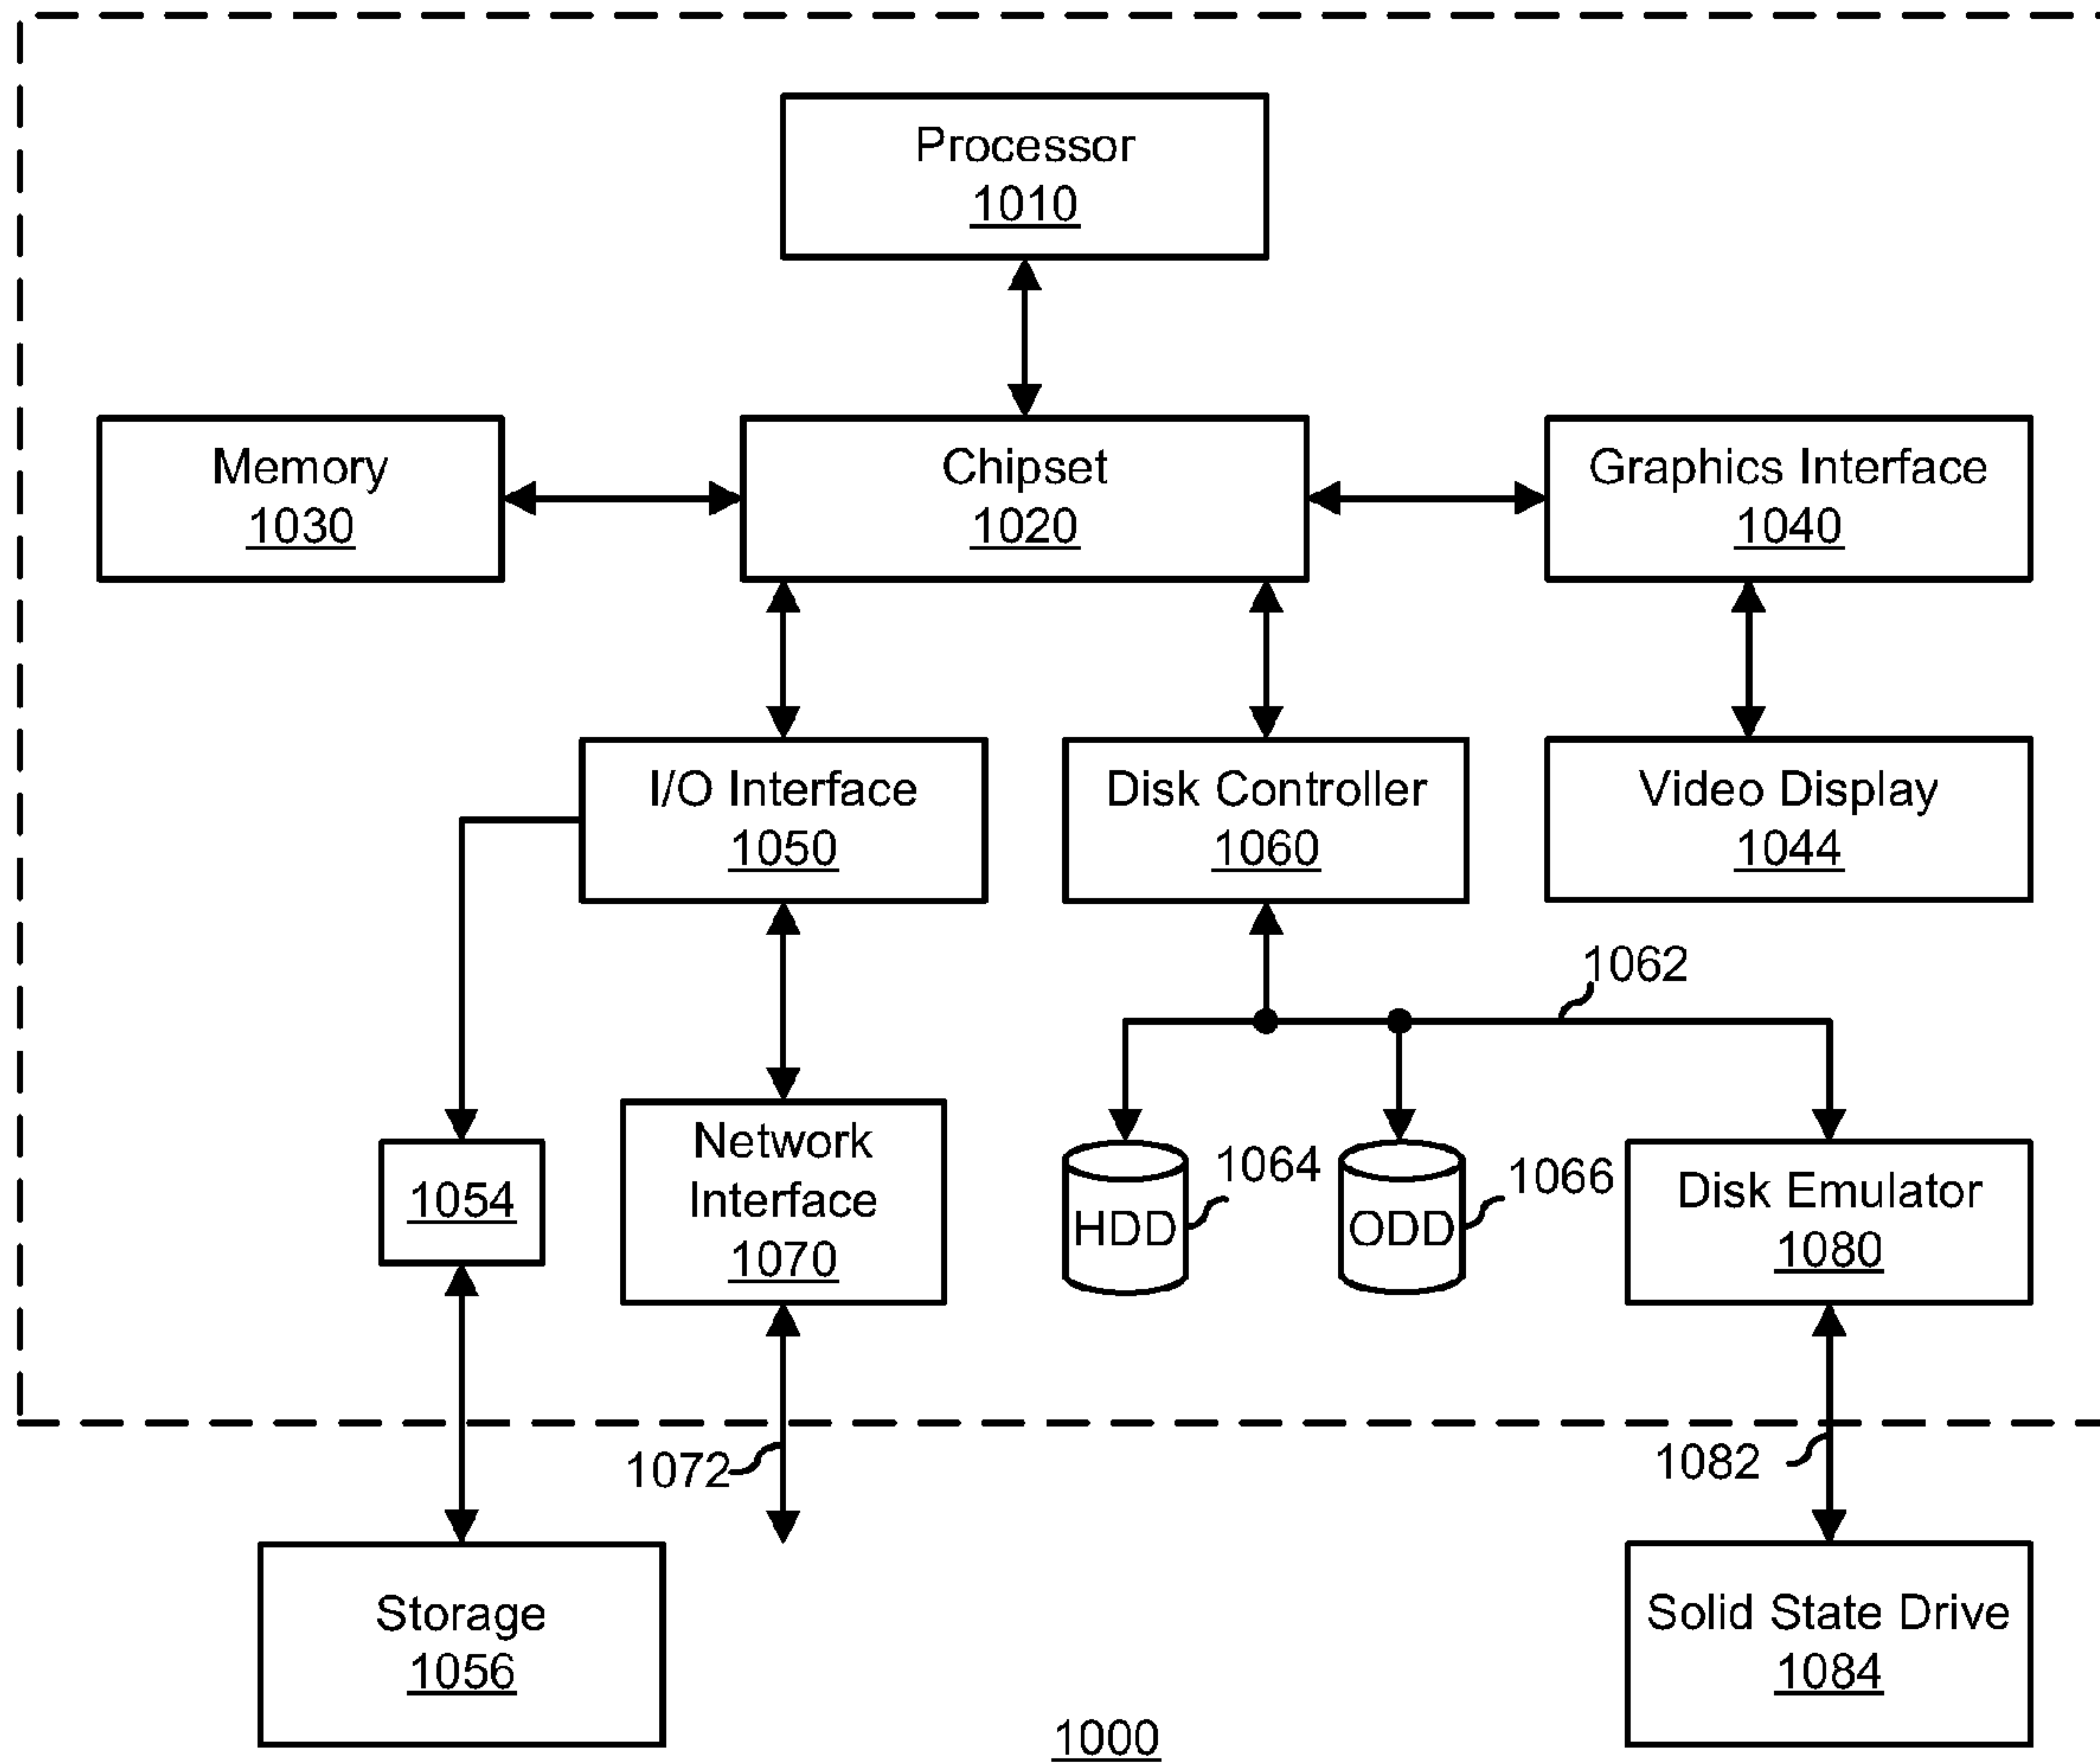 Processor
1010
Memory
1030
Chipset
1020
Graphics Interface
1040
I/O Interface
1050
Disk Controller
1060
Video Display
1044
1062
1054
Network
Interface
1070
HDD
1064
ODD
1066
Disk Emulator
1080
1072
1082
Storage
1056
Solid State Drive
1084
1000